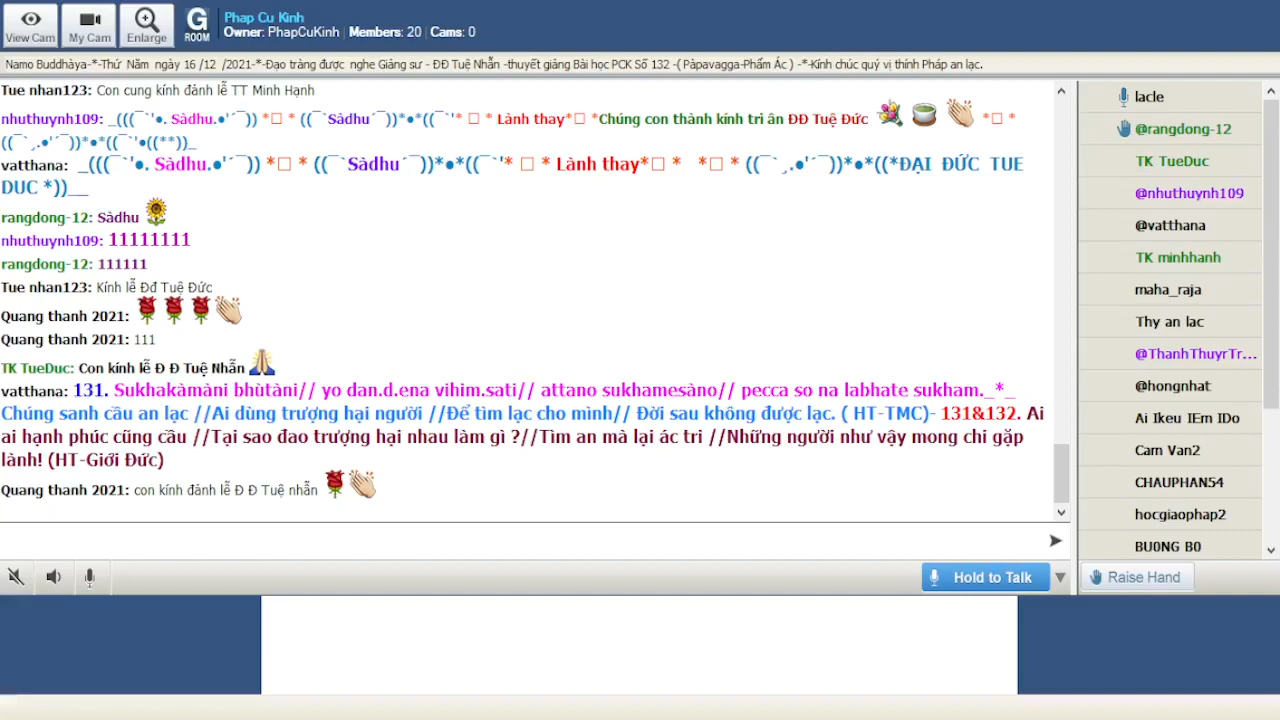 View Cam
My Cam
Enlarge
G
ROOM
Phap Cu Kinh
Owner: PhapCuKinh | Members: 20 | Cams: 0
Namo Buddhàya-*-Thứ Năm ngày 16 /12 /2021-*-Đạo tràng được nghe Giảng sư - ĐĐ Tuệ Nhẫn -thuyết giảng Bài học PCK Số 132 -( Pàpavagga-Phẩm Ác ) -*-Kính chúc quý vị thính Pháp an lạc.
Tue nhan123: Con cung kính đảnh lễ TT Minh Hạnh
nhuthuynh109: _(((¯`'●. Sàdhu.●'´¯)) *□ * ((¯`Sàdhu´¯))*●*((¯`'* □ * Lành thay*□ *Chúng con thành kính tri ân ĐĐ Tuệ Đức *□ *
((¯`¸.●'´¯))*●*((¯`'●((**))_
vatthana: _(((¯`'●. Sàdhu.●'´¯)) *□ * ((¯`Sàdhu´¯))*●*((¯`'* □ * Lành thay*□ * *□ * ((¯`¸.●'´¯))*●*((*ĐẠI ĐỨC TUE
DUC *))__
rangdong-12: Sàdhu
nhuthuynh109: 11111111
rangdong-12: 111111
Tue nhan123: Kính lễ Đđ Tuệ Đức
Quang thanh 2021:
Quang thanh 2021: 111
TK TueDuc: Con kính lễ Đ Đ Tuệ Nhẫn
vatthana: 131. Sukhakàmàni bhùtàni// yo dan.d.ena vihim.sati// attano sukhamesàno// pecca so na labhate sukham._*_
Chúng sanh cầu an lạc //Ai dùng trượng hại người //Để tìm lạc cho mình// Đời sau không được lạc. ( HT-TMC)- 131&132. Ai
ai hạnh phúc cũng cầu //Tại sao đao trượng hại nhau làm gì ?//Tìm an mà lại ác tri //Những người như vậy mong chi gặp
lành! (HT-Giới Đức)
Quang thanh 2021: con kính đảnh lễ Đ Đ Tuệ nhẫn
Hold to Talk
lacle
@rangdong-12
TK TueDuc
@nhuthuynh109
@vatthana
TK minhhanh
maha_raja
Thy an lac
@ThanhThuyrTr...
@hongnhat
Ai Ikeu IEm IDo
Cam Van2
CHAUPHAN54
hocgiaophap2
BU0NG B0
Raise Hand